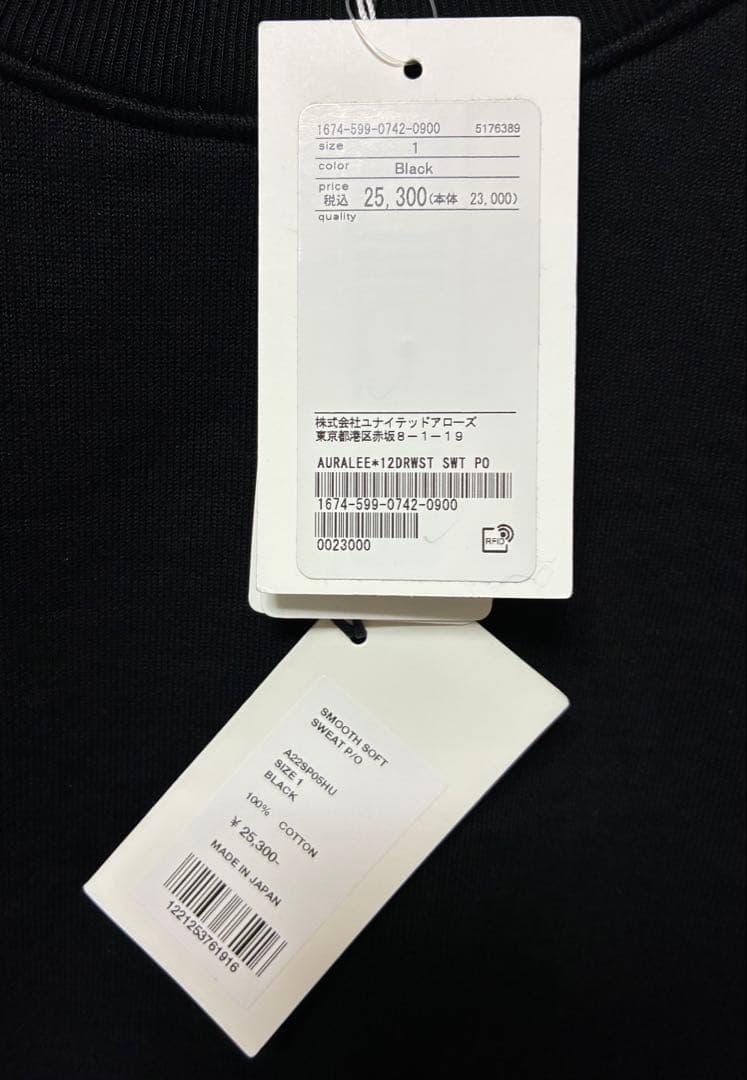 1674-599-0742-0900 5176389
size 1
color Black
price
税込 25,300(本体 23,000)
quality
株式会社ユナイテッドアローズ
東京都港区赤坂8-1-19
AURALEE*12DRWST SWT PO
1674-599-0742-0900
0023000
RFID
SMOOTH SOFT
SWEAT P/O
A22SP05HU
SIZE 1
BLACK
100% COTTON
¥ 25,300-
MADE IN JAPAN
1221253761916